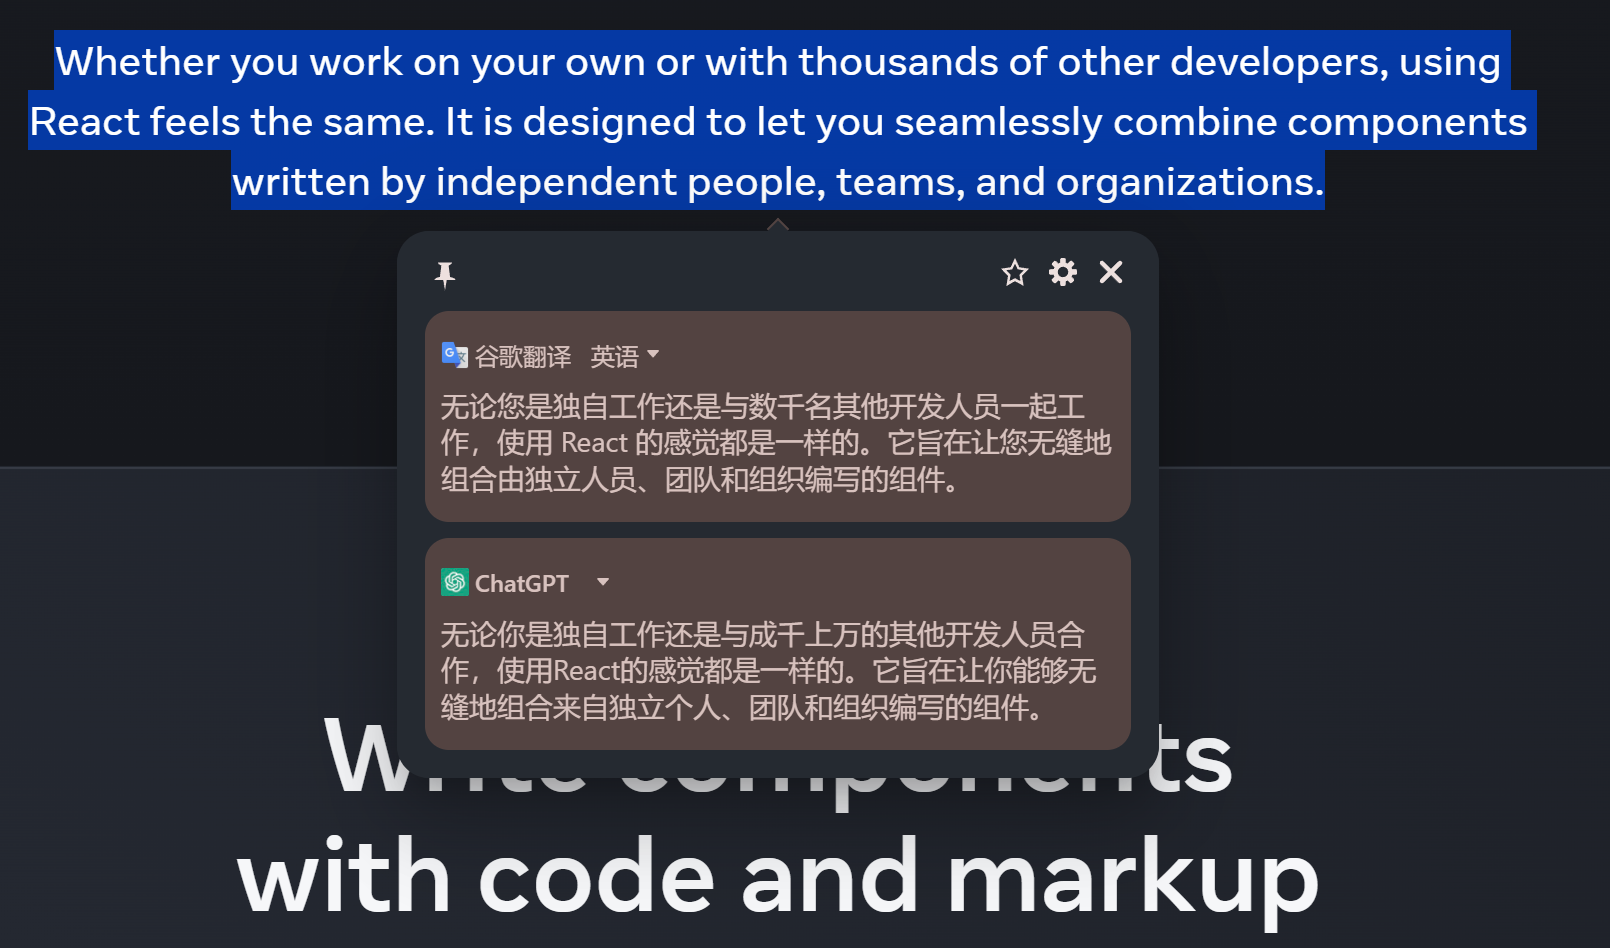 Whether you work on your own or with thousands of other developers, using
React feels the same. It is designed to let you seamlessly combine components
written by independent people, teams, and organizations.
谷歌翻译 英语
无论您是独自工作还是与数千名其他开发人员一起工
作，使用 React 的感觉都是一样的。它旨在让您无缝地
组合由独立人员、团队和组织编写的组件。
ChatGPT
无论你是独自工作还是与成千上万的其他开发人员合
作，使用React的感觉都是一样的。它旨在让你能够无
缝地组合来自独立个人、团队和组织编写的组件。
Write components
with code and markup